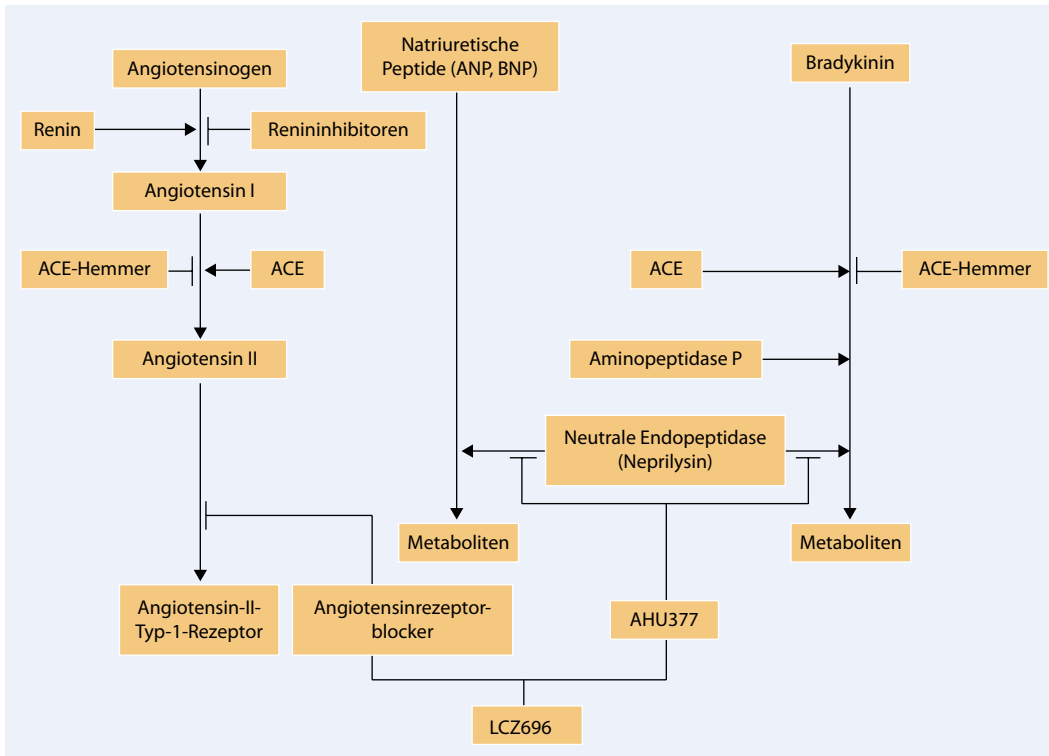 Natriuretische
Peptide (ANP, BNP)
Angiotensinogen
Bradykinin
Renin
Renininhibitoren
Angiotensin I
ACE-Hemmer
ACE
ACE
ACE-Hemmer
Angiotensin II
Aminopeptidase P
Neutrale Endopeptidase
(Neprilysin)
Metaboliten
Metaboliten
Angiotensin-II-
Typ-1-Rezeptor
Angiotensinrezeptor-
blocker
AHU377
LCZ696